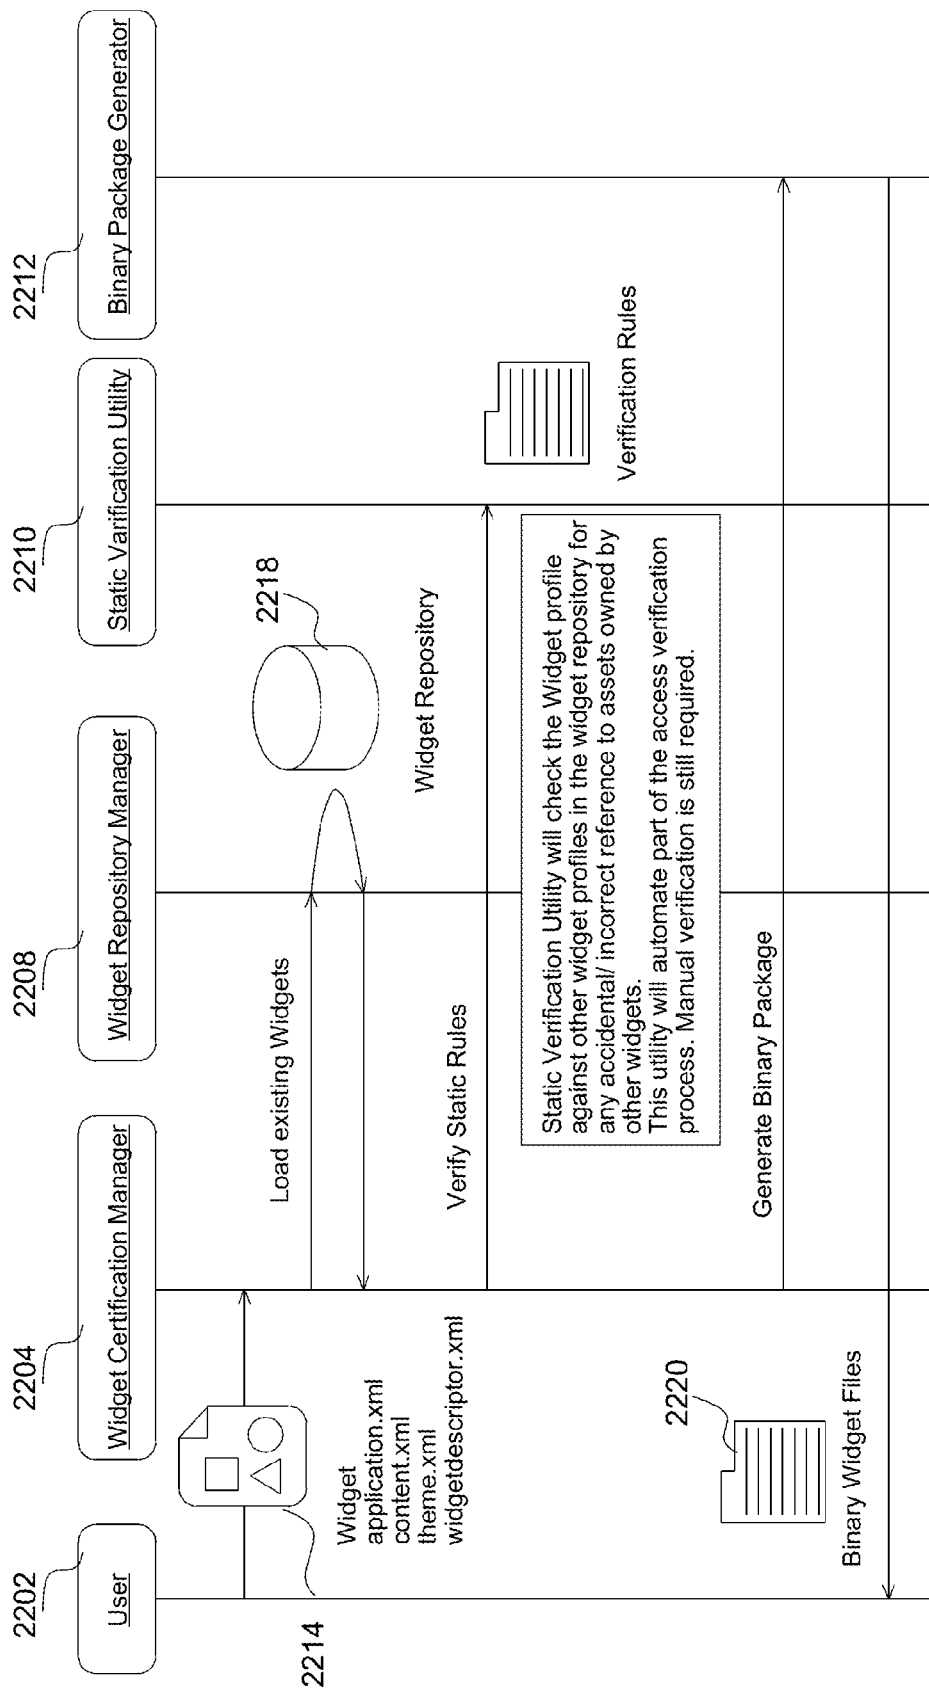 2202
2204
2208
2210
2212
User
Widget Certification Manager
Widget Repository Manager
Static Varification Utility
Binary Package Generator
2214
Widget
application.xml
content.xml
theme.xml
widgetdescriptor.xml
Load existing Widgets
2218
Widget Repository
Verify Static Rules
Verification Rules
Static Verification Utility will check the Widget profile
against other widget profiles in the widget repository for
any accidental/ incorrect reference to assets owned by
other widgets.
This utility will automate part of the access verification
process. Manual verification is still required.
Generate Binary Package
2220
Binary Widget Files